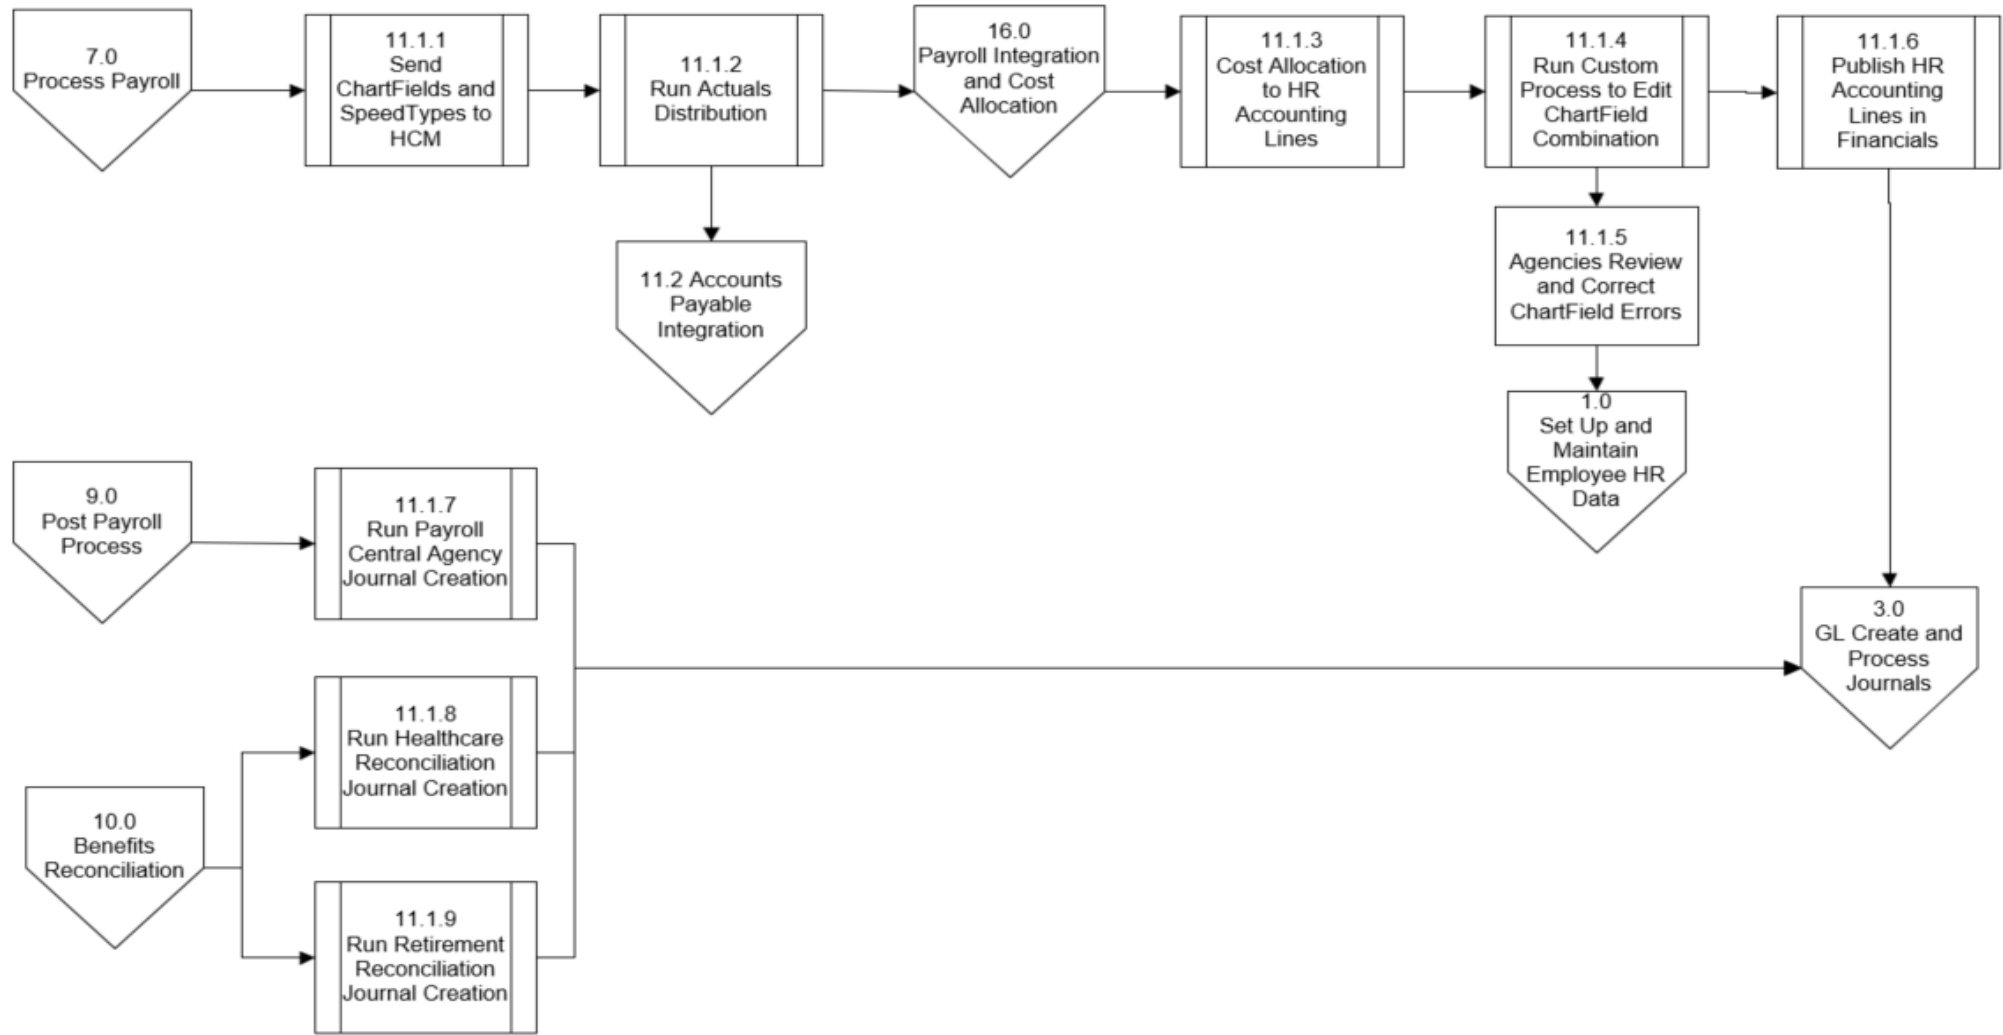 7.0
Process Payroll
11.1.1
Send
ChartFields and
SpeedTypes to
HCM
11.1.2
Run Actuals
Distribution
16.0
Payroll Integration
and Cost
Allocation
11.1.3
Cost Allocation
to HR
Accounting
Lines
11.1.4
Run Custom
Process to Edit
ChartField
Combination
11.1.6
Publish HR
Accounting
Lines in
Financials
11.2 Accounts
Payable
Integration
11.1.5
Agencies Review
and Correct
ChartField Errors
1.0
Set Up and
Maintain
Employee HR
Data
9.0
Post Payroll
Process
11.1.7
Run Payroll
Central Agency
Journal Creation
3.0
GL Create and
Process
Journals
11.1.8
Run Healthcare
Reconciliation
Journal Creation
10.0
Benefits
Reconciliation
11.1.9
Run Retirement
Reconciliation
Journal Creation